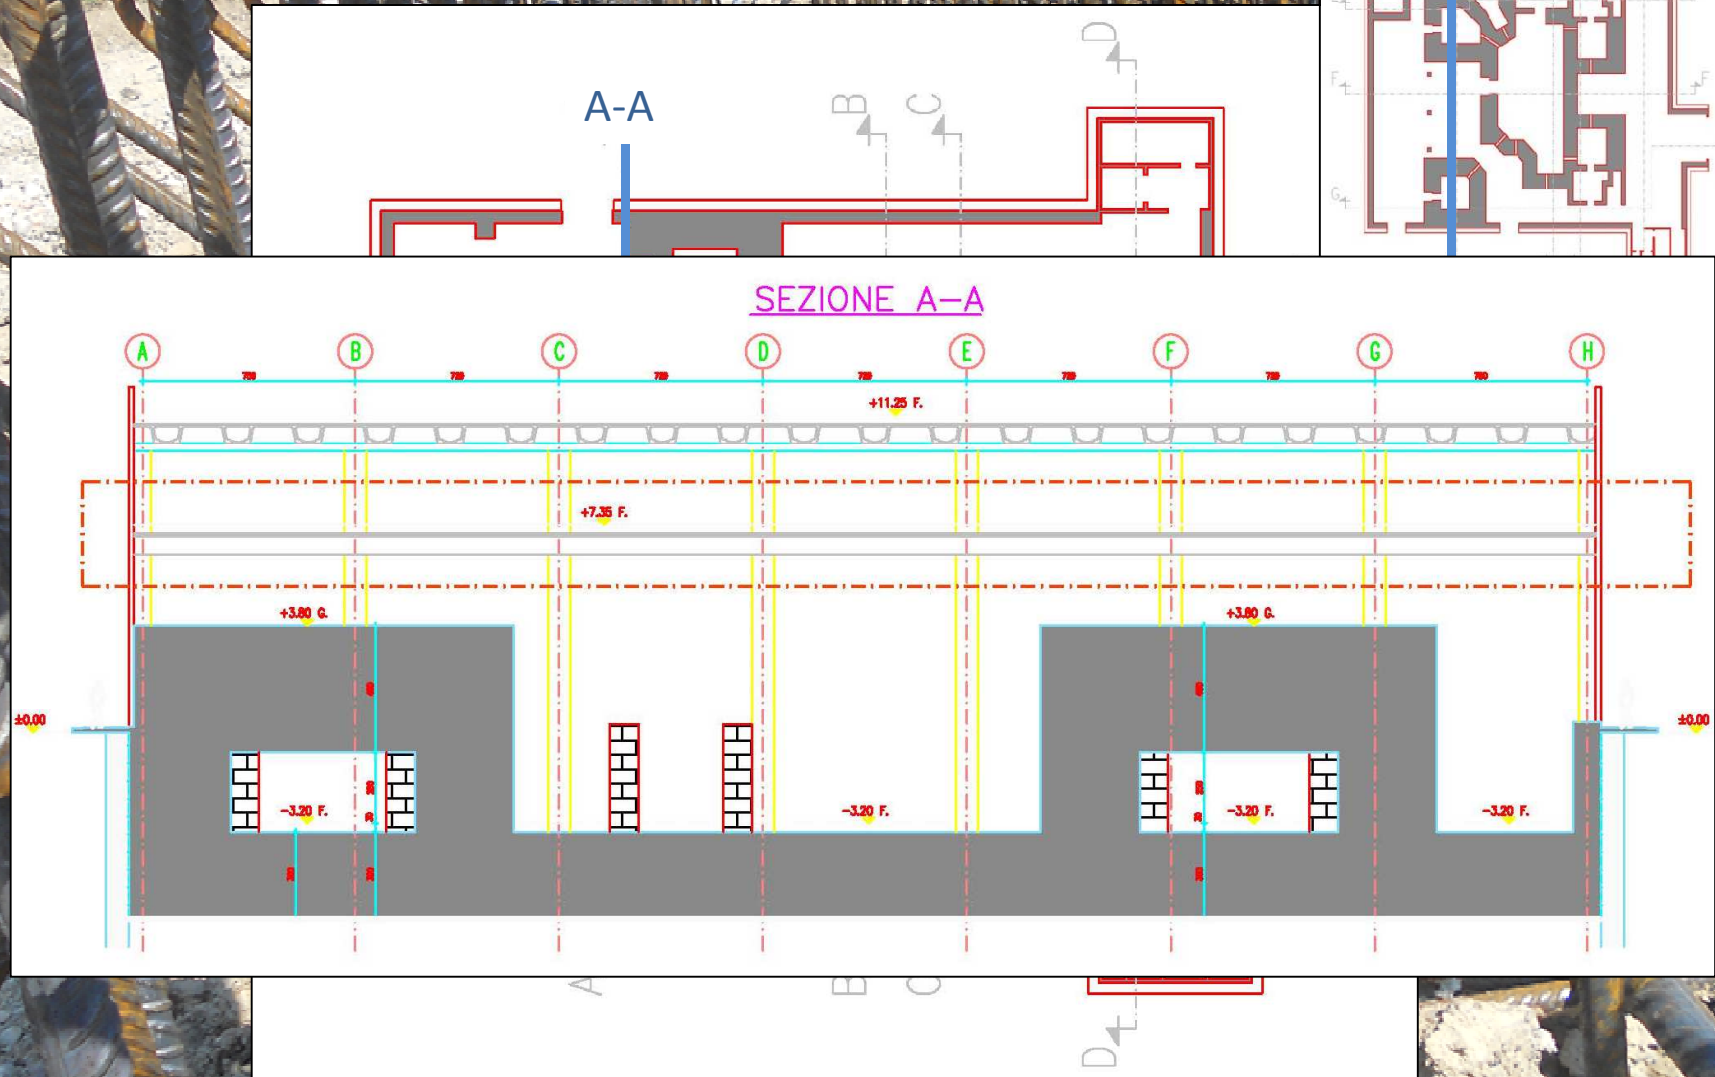 D
F
F
A-A
B
C
G
SEZIONE A-A
A
B
C
D
E
F
G
H
+11.25 F.
+7.35 F.
+3.80 G.
+3.80 G.
±0.00
±0.00
-3.20 F.
-3.20 F.
-3.20 F.
-3.20 F.
A
B
C
D